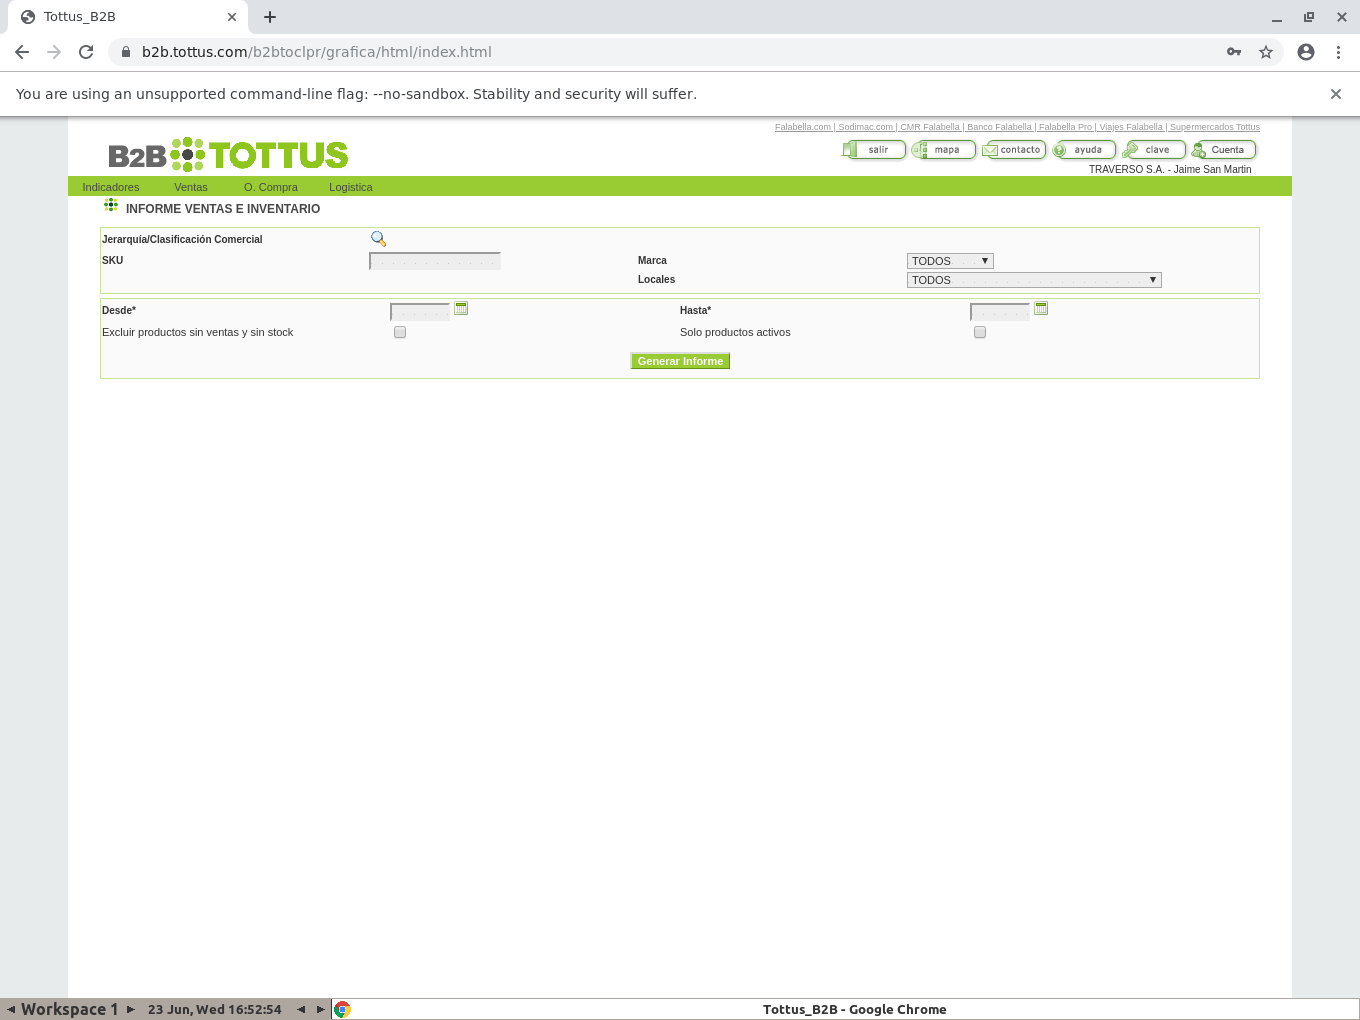 Tottus_B2B
b2b.tottus.com/b2btoclpr/grafica/html/index.html
You are using an unsupported command-line flag: --no-sandbox. Stability and security will suffer.
Falabella.com | Sodimac.com | CMR Falabella | Banco Falabella | Falabella Pro | Viajes Falabella | Supermercados Tottus
B2B TOTTUS
salir mapa contacto ayuda clave Cuenta
TRAVERSO S.A. - Jaime San Martin
Indicadores Ventas O. Compra Logistica
INFORME VENTAS E INVENTARIO
Jerarquía/Clasificación Comercial
SKU Marca TODOS
Locales TODOS
Desde* Hasta*
Excluir productos sin ventas y sin stock Solo productos activos
Generar Informe
Workspace 1 23 Jun, Wed 16:52:54 Tottus_B2B - Google Chrome